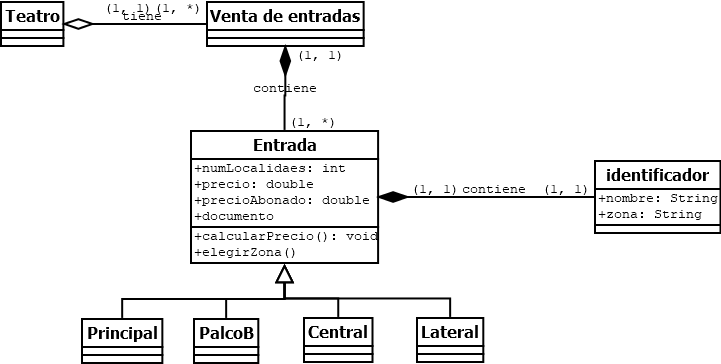 Teatro
(1, 1)
(1, *)
tiene
Venta de entradas
(1, 1)
contiene
(1, *)
Entrada
+numLocalidaes: int
+precio: double
+precioAbonado: double
+documento
+calcularPrecio(): void
+elegirZona()
(1, 1)
contiene
(1, 1)
identificador
+nombre: String
+zona: String
Principal
PalcoB
Central
Lateral